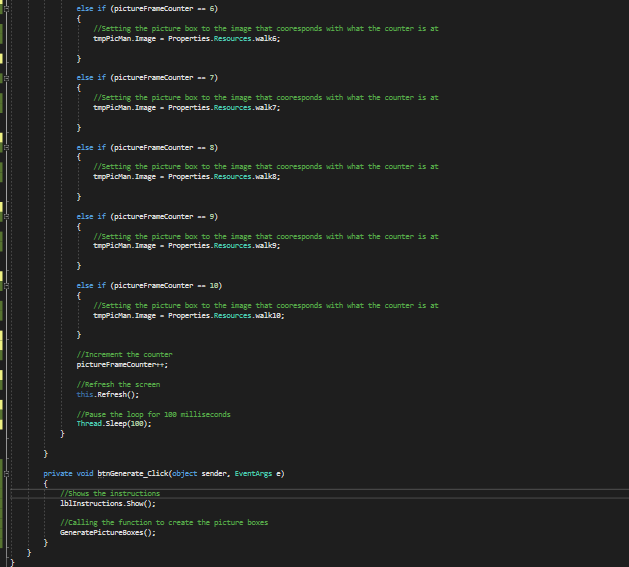 else if (pictureFrameCounter == 6)
{
//Setting the picture box to the image that cooresponds with what the counter is at
tmpPicMan.Image = Properties.Resources.walk6;
}
else if (pictureFrameCounter == 7)
{
//Setting the picture box to the image that cooresponds with what the counter is at
tmpPicMan.Image = Properties.Resources.walk7;
}
else if (pictureFrameCounter == 8)
{
//Setting the picture box to the image that cooresponds with what the counter is at
tmpPicMan.Image = Properties.Resources.walk8;
}
else if (pictureFrameCounter == 9)
{
//Setting the picture box to the image that cooresponds with what the counter is at
tmpPicMan.Image = Properties.Resources.walk9;
}
else if (pictureFrameCounter == 10)
{
//Setting the picture box to the image that cooresponds with what the counter is at
tmpPicMan.Image = Properties.Resources.walk10;
}
//Increment the counter
pictureFrameCounter++;
//Refresh the screen
this.Refresh();
//Pause the loop for 100 milliseconds
Thread.Sleep(100);
}
}
private void btnGenerate_Click(object sender, EventArgs e)
{
//Shows the instructions
lblInstructions.Show();
//Calling the function to create the picture boxes
GeneratePictureBoxes();
}
}
}